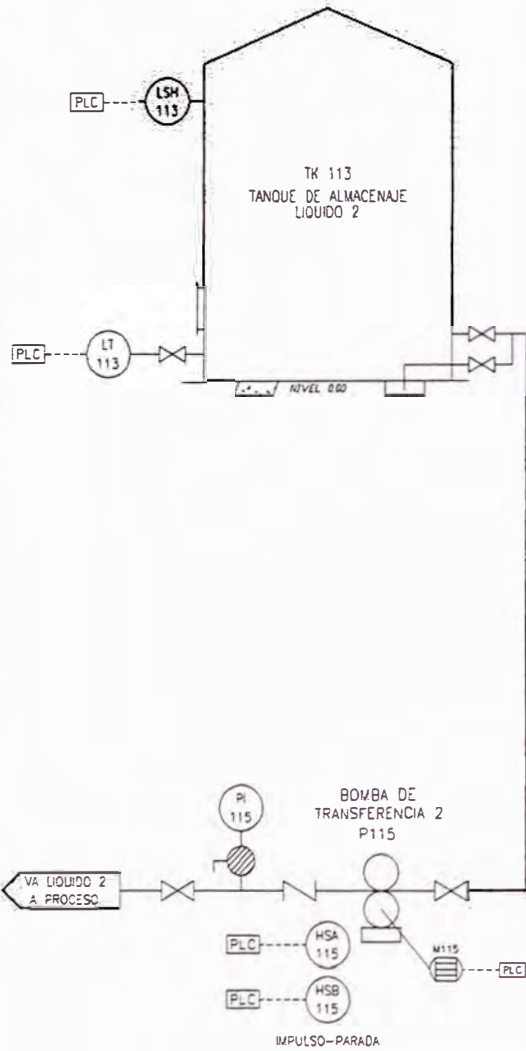 PLC
LSH
113
TK 113
TANQUE DE ALMACENAJE
LIQUIDO 2
PLC
LT
113
NIVEL 0.00
PI
115
BOMBA DE
TRANSFERENCIA 2
P115
VA LIQUIDO 2
A PROCESO
PLC
HSA
115
M115
PLC
PLC
HSB
115
IMPULSO-PARADA